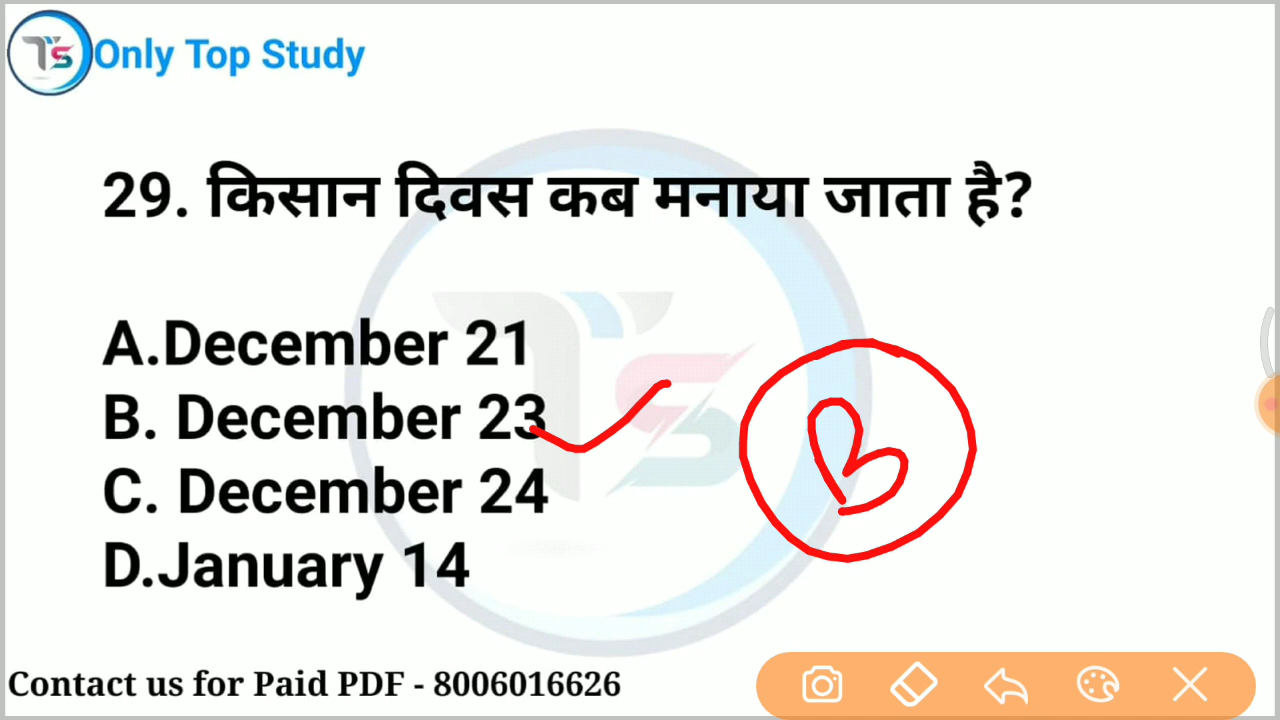 TS Only Top Study
29. किसान दिवस कब मनाया जाता है?
A.December 21
B. December 23
C. December 24
D.January 14
B
Contact us for Paid PDF - 8006016626